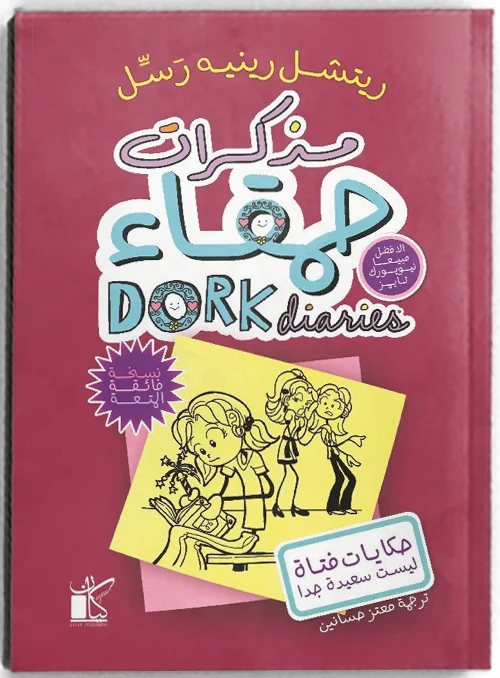 ريتشل رينيه رَسِّل
مذكرات
حمقاء
DORK diaries
الافضل
مبيعا
نيويورك
تايمز
نسخة
فائقة
المتعة
حكايات فتاة
ليست سعيدة جدا
ترجمة معتز حسانين
كيان